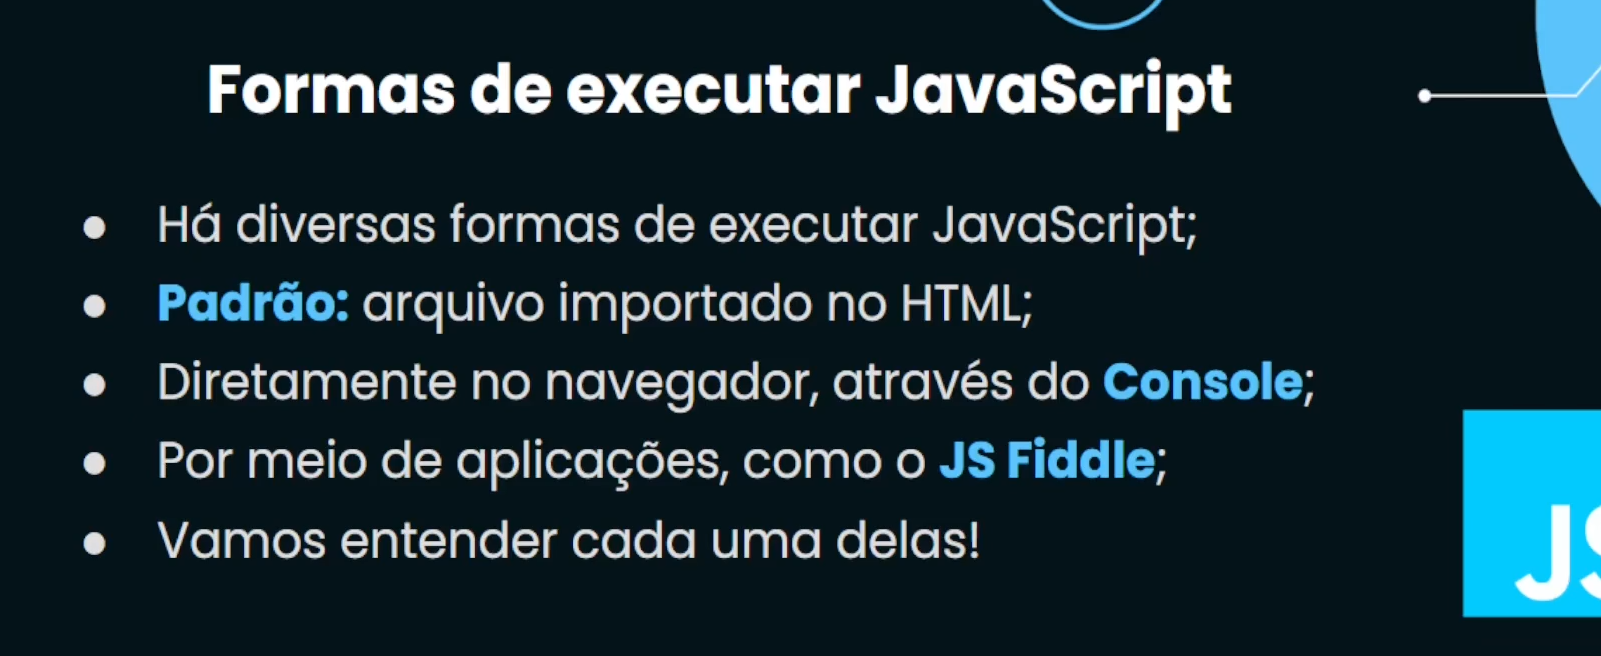 Formas de executar JavaScript
Há diversas formas de executar JavaScript;
Padrão: arquivo importado no HTML;
Diretamente no navegador, através do Console;
Por meio de aplicações, como o JS Fiddle;
Vamos entender cada uma delas!
JS